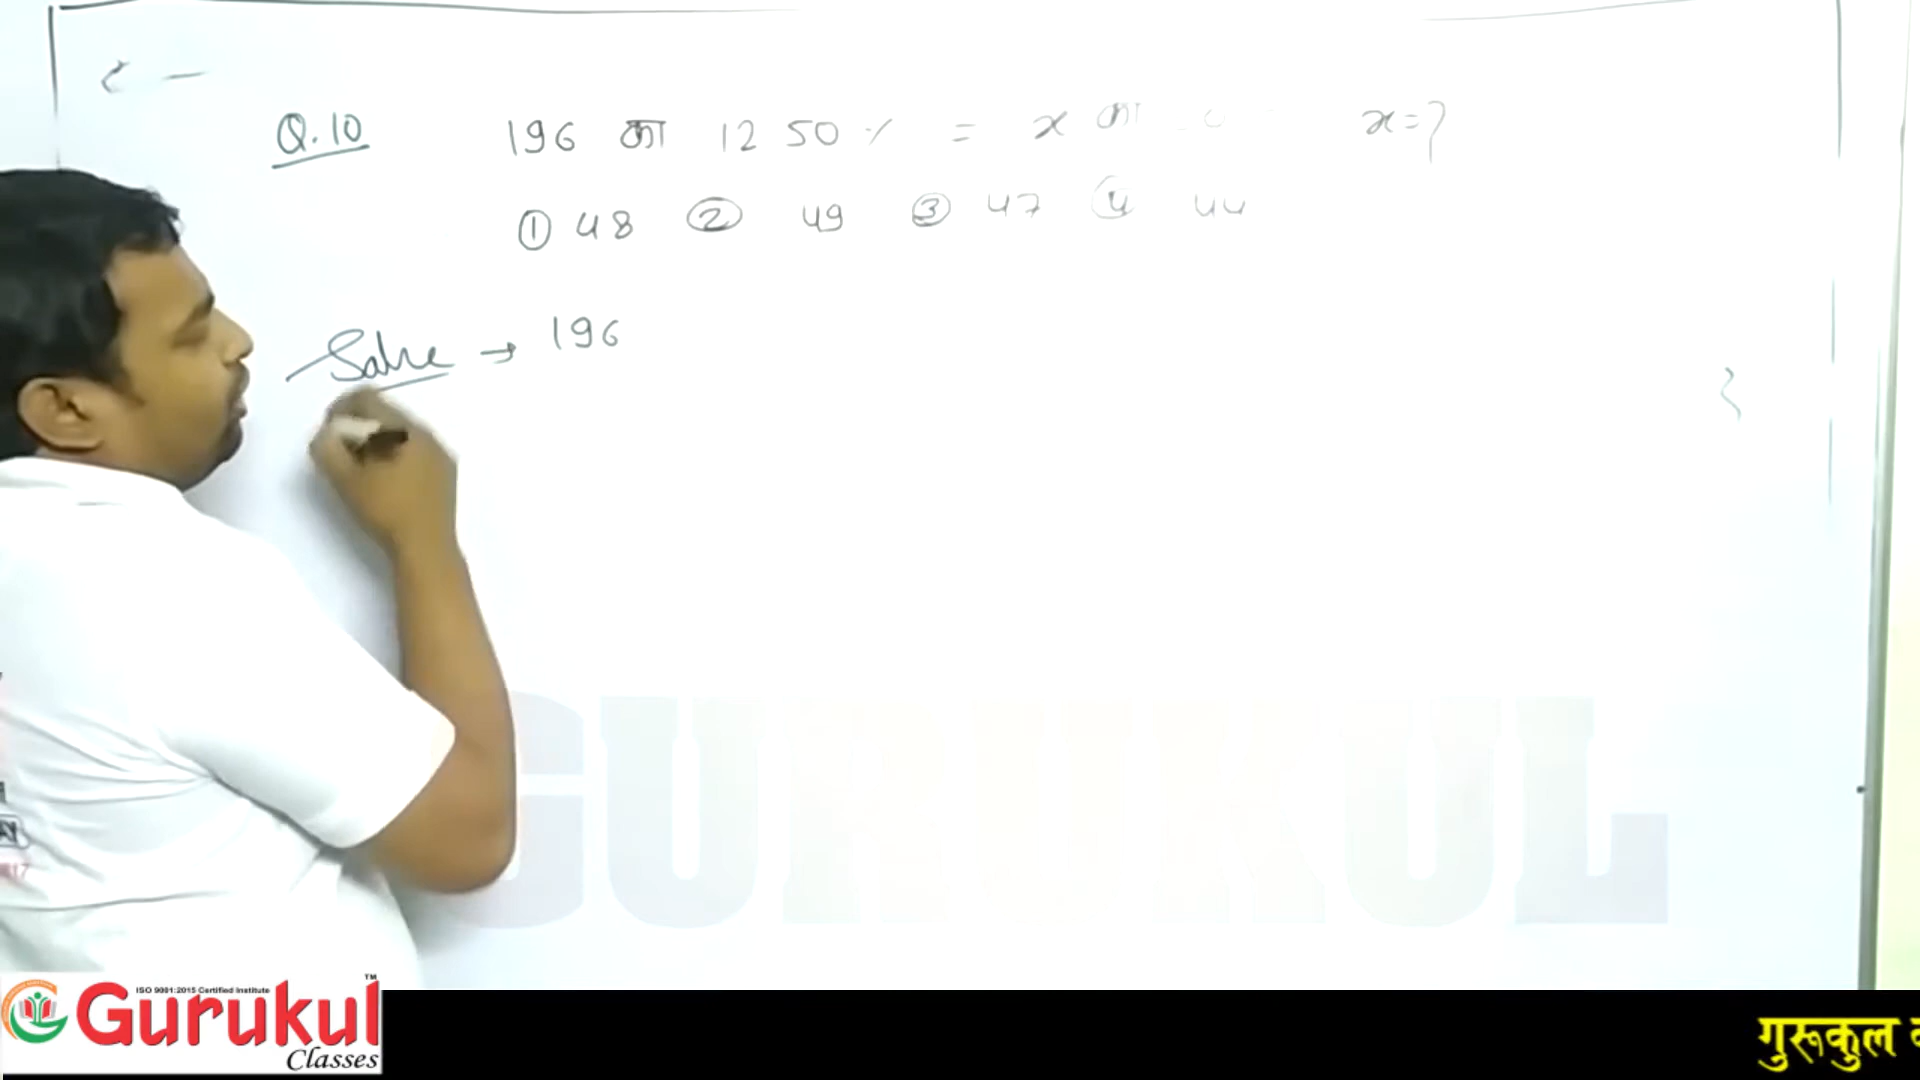 Q.10 196 का 12 50 % = x का x=?
① 48 ② 49 ③ 47 ④ 44
Solve → 196
GURUKUL
ISO 9001:2015 Certified Institute
Gurukul™
Classes
गुरूकुल